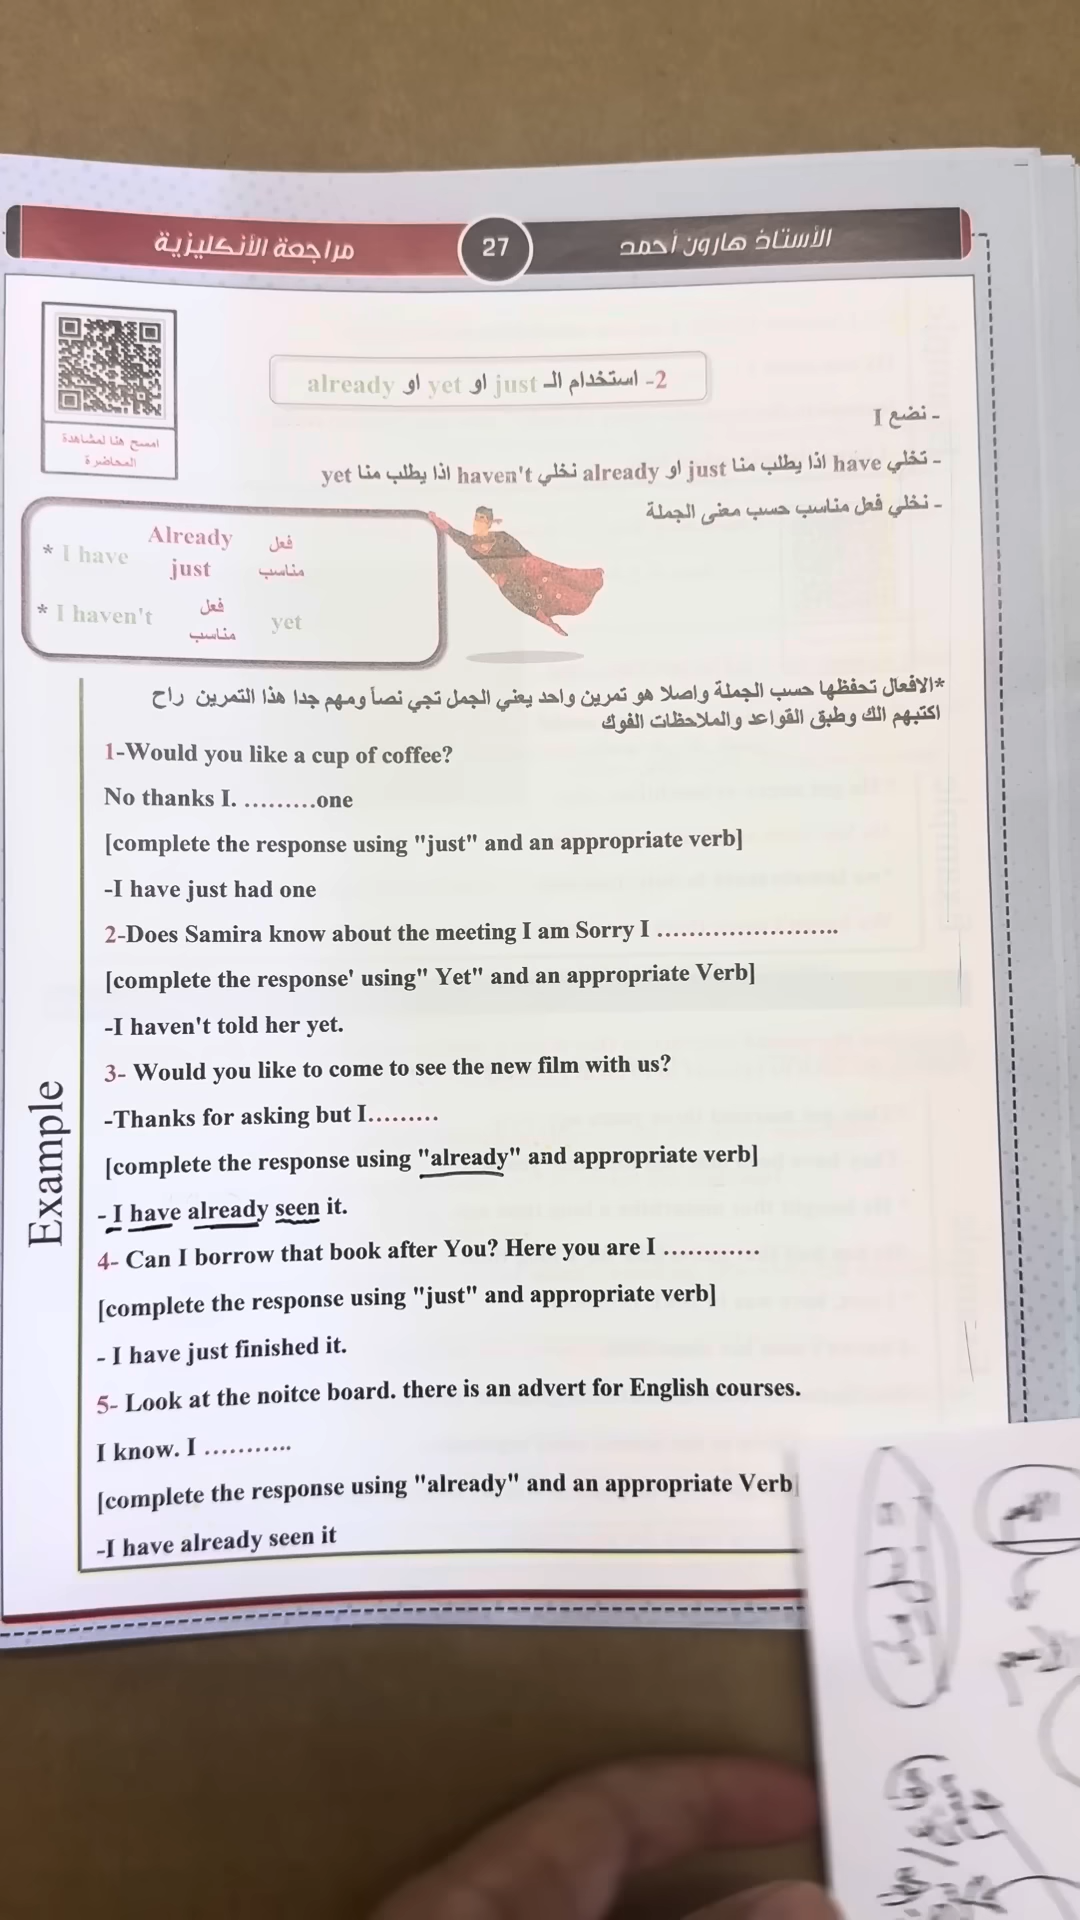 مراجعة الأنكليزية
27
الأستاذ هارون أحمد
امسح هنا لمشاهدة
المحاضرة
2- استخدام الـ just او yet او already
- نضع I
- تخلي have اذا يطلب منا just او already نخلي haven't اذا يطلب منا yet
- نخلي فعل مناسب حسب معنى الجملة
* I have Already just فعل مناسب
* I haven't فعل مناسب yet
*الافعال تحفظها حسب الجملة واصلا هو تمرين واحد يعني الجمل تجي نصاً ومهم جدا هذا التمرين راح
اكتبهم الك وطبق القواعد والملاحظات الفوك
Example
1-Would you like a cup of coffee?
No thanks I. .........one
[complete the response using "just" and an appropriate verb]
-I have just had one
2-Does Samira know about the meeting I am Sorry I .......................
[complete the response' using" Yet" and an appropriate Verb]
-I haven't told her yet.
3- Would you like to come to see the new film with us?
-Thanks for asking but I.........
[complete the response using "already" and appropriate verb]
- I have already seen it.
4- Can I borrow that book after You? Here you are I ............
[complete the response using "just" and appropriate verb]
- I have just finished it.
5- Look at the noitce board. there is an advert for English courses.
I know. I ...........
[complete the response using "already" and an appropriate Verb]
-I have already seen it